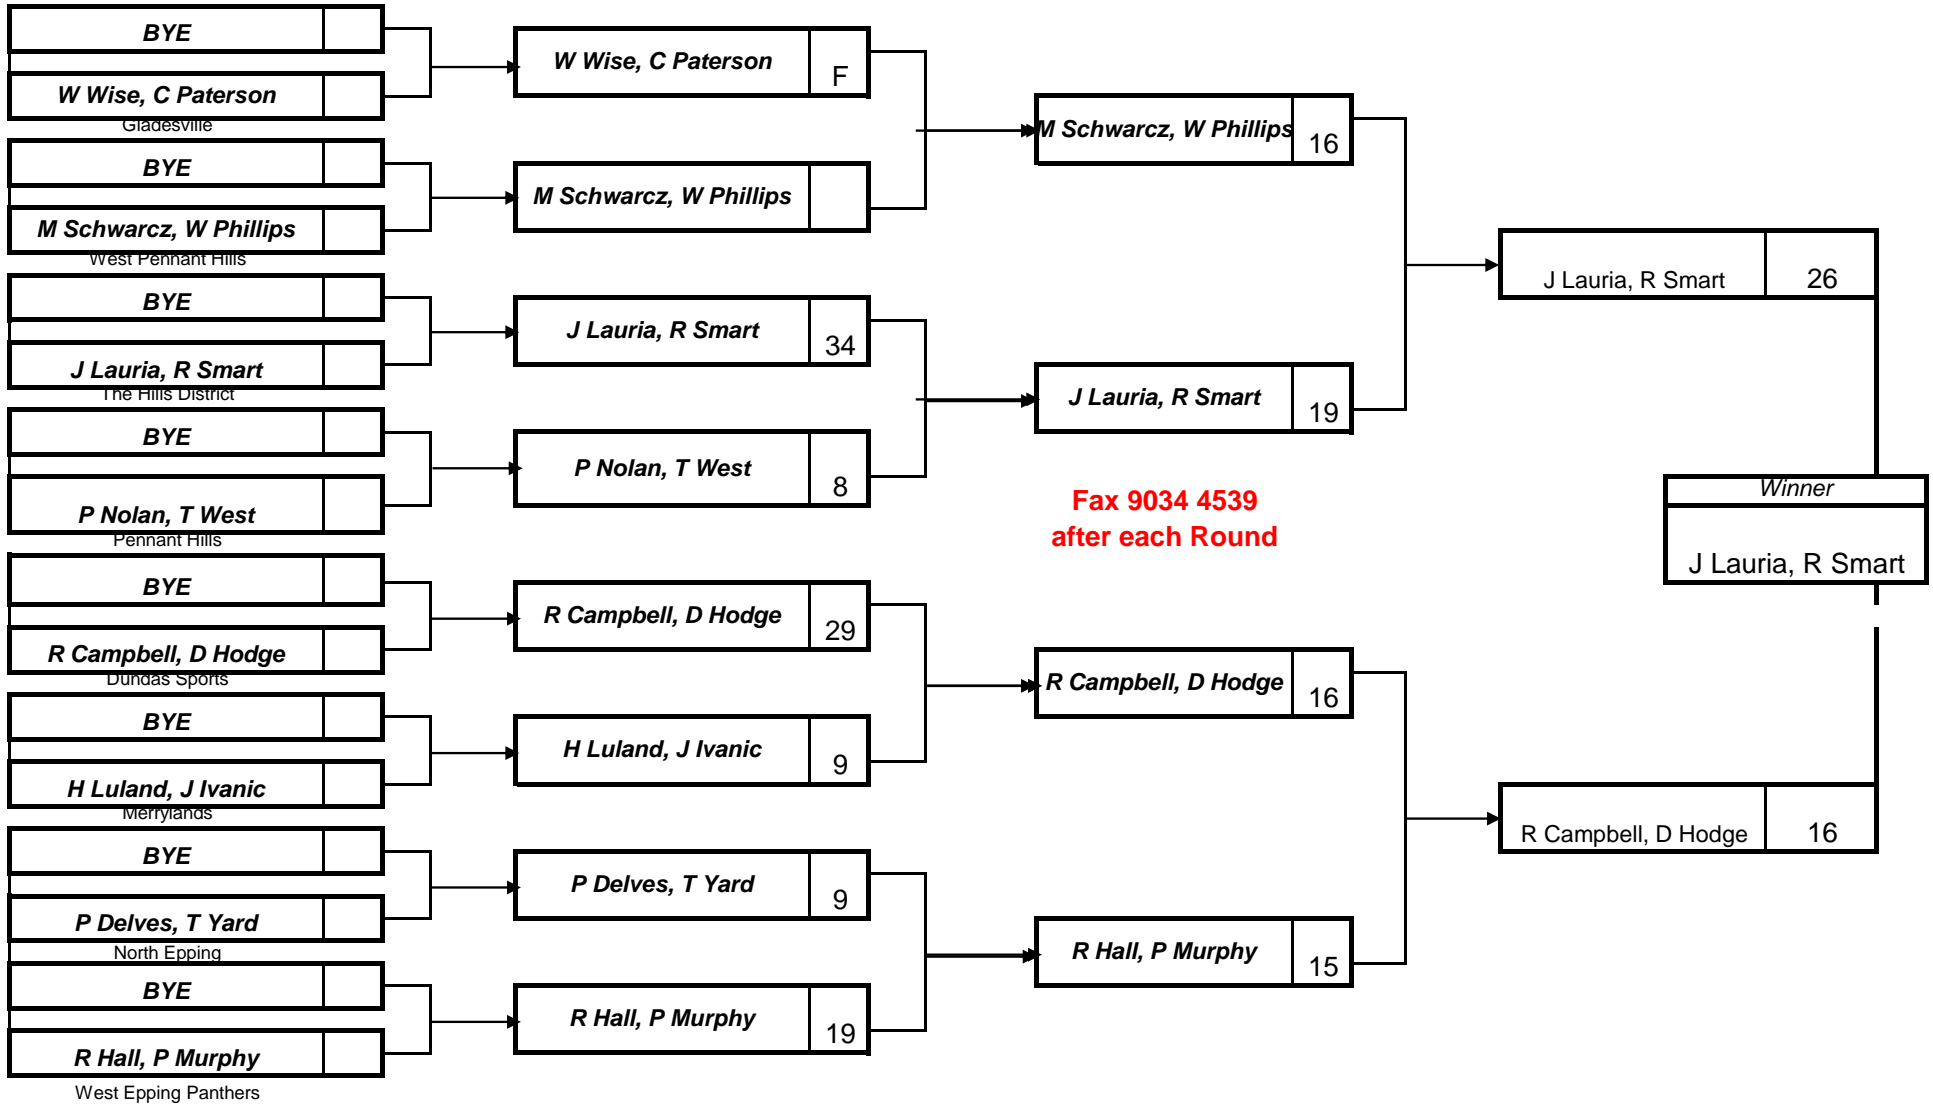 BYE
W Wise, C Paterson
Gladesville
BYE
M Schwarcz, W Phillips
West Pennant Hills
BYE
J Lauria, R Smart
The Hills District
BYE
P Nolan, T West
Pennant Hills
BYE
R Campbell, D Hodge
Dundas Sports
BYE
H Luland, J Ivanic
Merrylands
BYE
P Delves, T Yard
North Epping
BYE
R Hall, P Murphy
West Epping Panthers
W Wise, C Paterson F
M Schwarcz, W Phillips
J Lauria, R Smart 34
P Nolan, T West 8
R Campbell, D Hodge 29
H Luland, J Ivanic 9
P Delves, T Yard 9
R Hall, P Murphy 19
M Schwarcz, W Phillips 16
J Lauria, R Smart 19
Fax 9034 4539
after each Round
R Campbell, D Hodge 16
R Hall, P Murphy 15
J Lauria, R Smart 26
R Campbell, D Hodge 16
Winner
J Lauria, R Smart